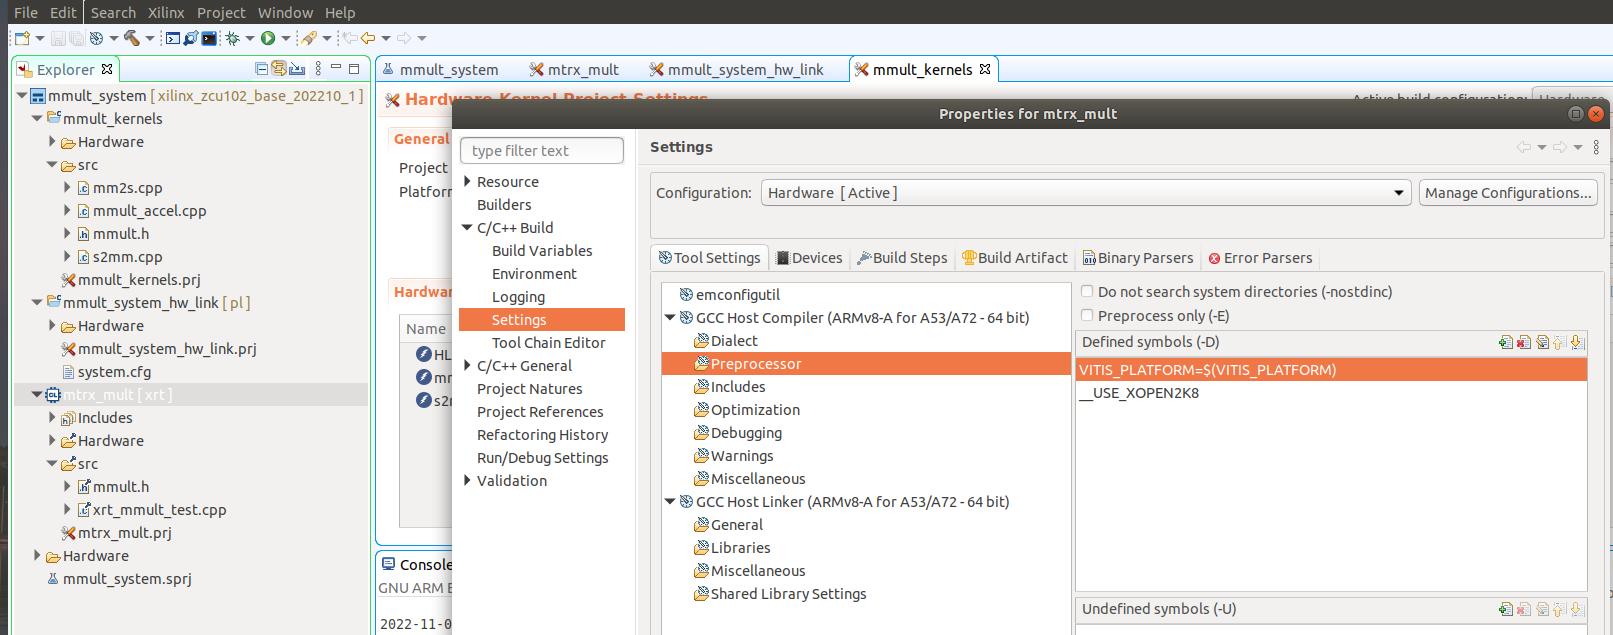 File Edit Search Xilinx Project Window Help
Explorer
mmult_system [ xilinx_zcu102_base_202210_1 ]
mmult_kernels
Hardware
src
mm2s.cpp
mmult_accel.cpp
mmult.h
s2mm.cpp
mmult_kernels.prj
mmult_system_hw_link [ pl ]
Hardware
mmult_system_hw_link.prj
system.cfg
mtrx_mult [ xrt ]
Includes
Hardware
src
mmult.h
xrt_mmult_test.cpp
mtrx_mult.prj
Hardware
mmult_system.sprj
mmult_system mtrx_mult mmult_system_hw_link mmult_kernels
Hardware Kernel Project Settings
Active build configuration: Hardware
General
Project
Platform
Hardwar
Name
HL
mm
s2
Console
GNU ARM E
2022-11-0
Properties for mtrx_mult
type filter text
Resource
Builders
C/C++ Build
Build Variables
Environment
Logging
Settings
Tool Chain Editor
C/C++ General
Project Natures
Project References
Refactoring History
Run/Debug Settings
Validation
Settings
Configuration: Hardware [ Active ] Manage Configurations...
Tool Settings Devices Build Steps Build Artifact Binary Parsers Error Parsers
emconfigutil
GCC Host Compiler (ARMv8-A for A53/A72 - 64 bit)
Dialect
Preprocessor
Includes
Optimization
Debugging
Warnings
Miscellaneous
GCC Host Linker (ARMv8-A for A53/A72 - 64 bit)
General
Libraries
Miscellaneous
Shared Library Settings
Do not search system directories (-nostdinc)
Preprocess only (-E)
Defined symbols (-D)
VITIS_PLATFORM=$(VITIS_PLATFORM)
__USE_XOPEN2K8
Undefined symbols (-U)